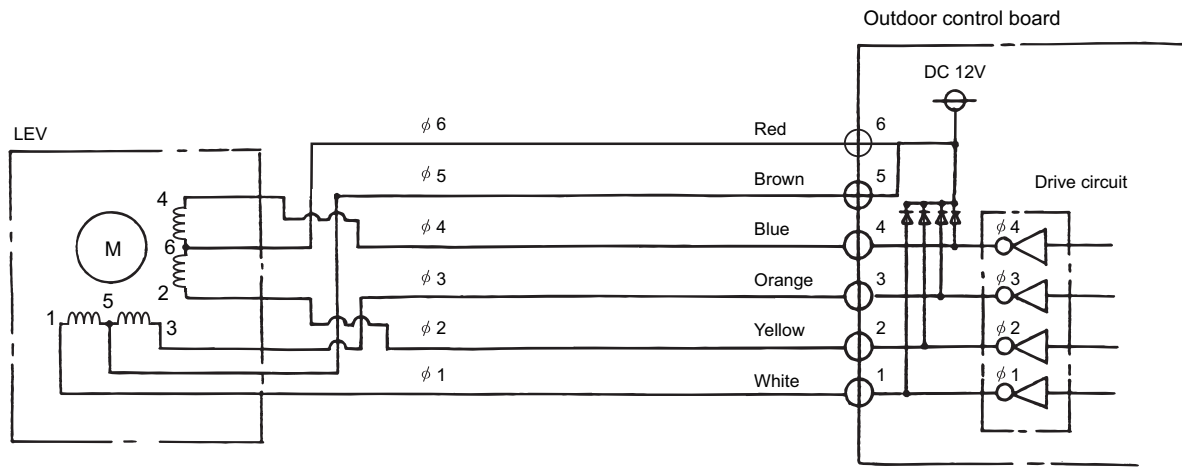 Outdoor control board
DC 12V
LEV
φ 6 Red 6
φ 5 Brown 5
Drive circuit
4
φ 4 Blue 4 φ 4
M 6
φ 3 Orange 3 φ 3
2
5
1 3
φ 2 Yellow 2 φ 2
φ 1 White 1 φ 1